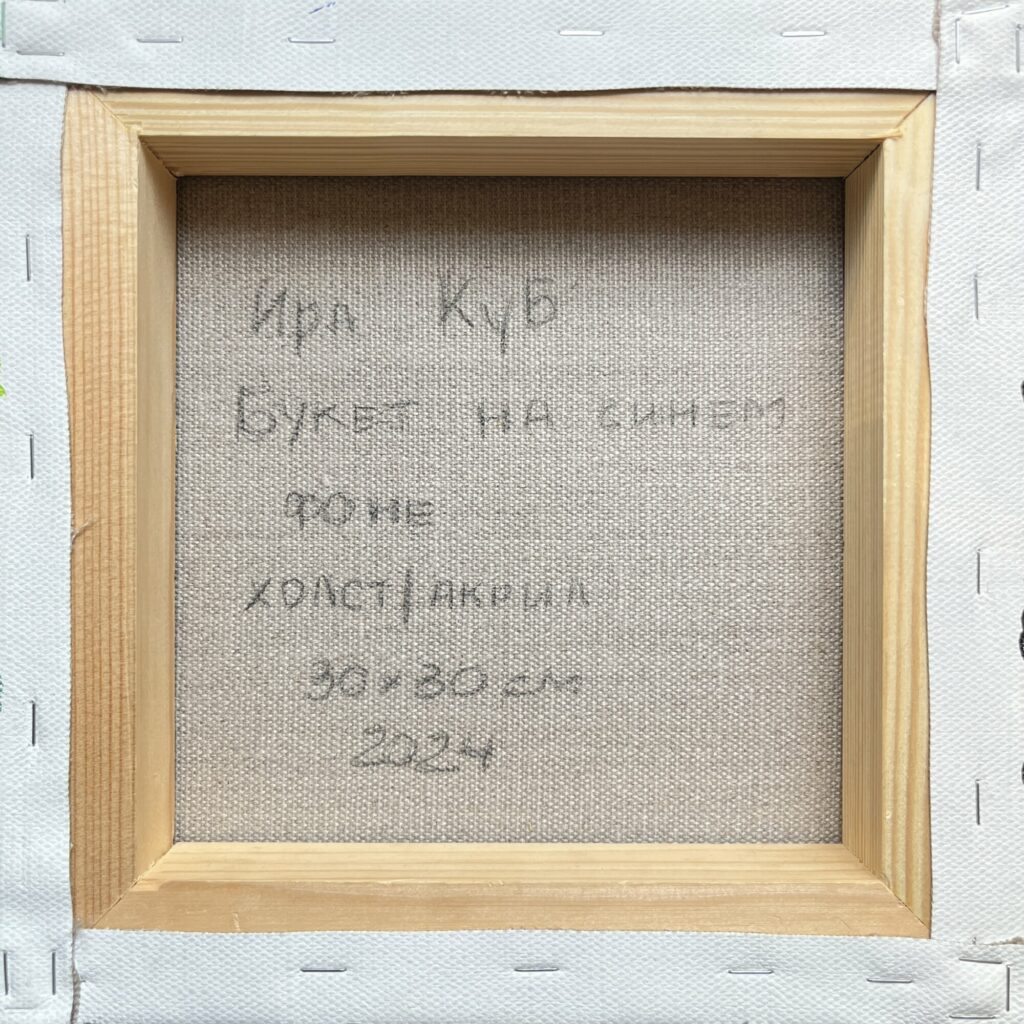 Ира КуБ
Букет на синем
фоне
холст/акрил
30×30 см
2024